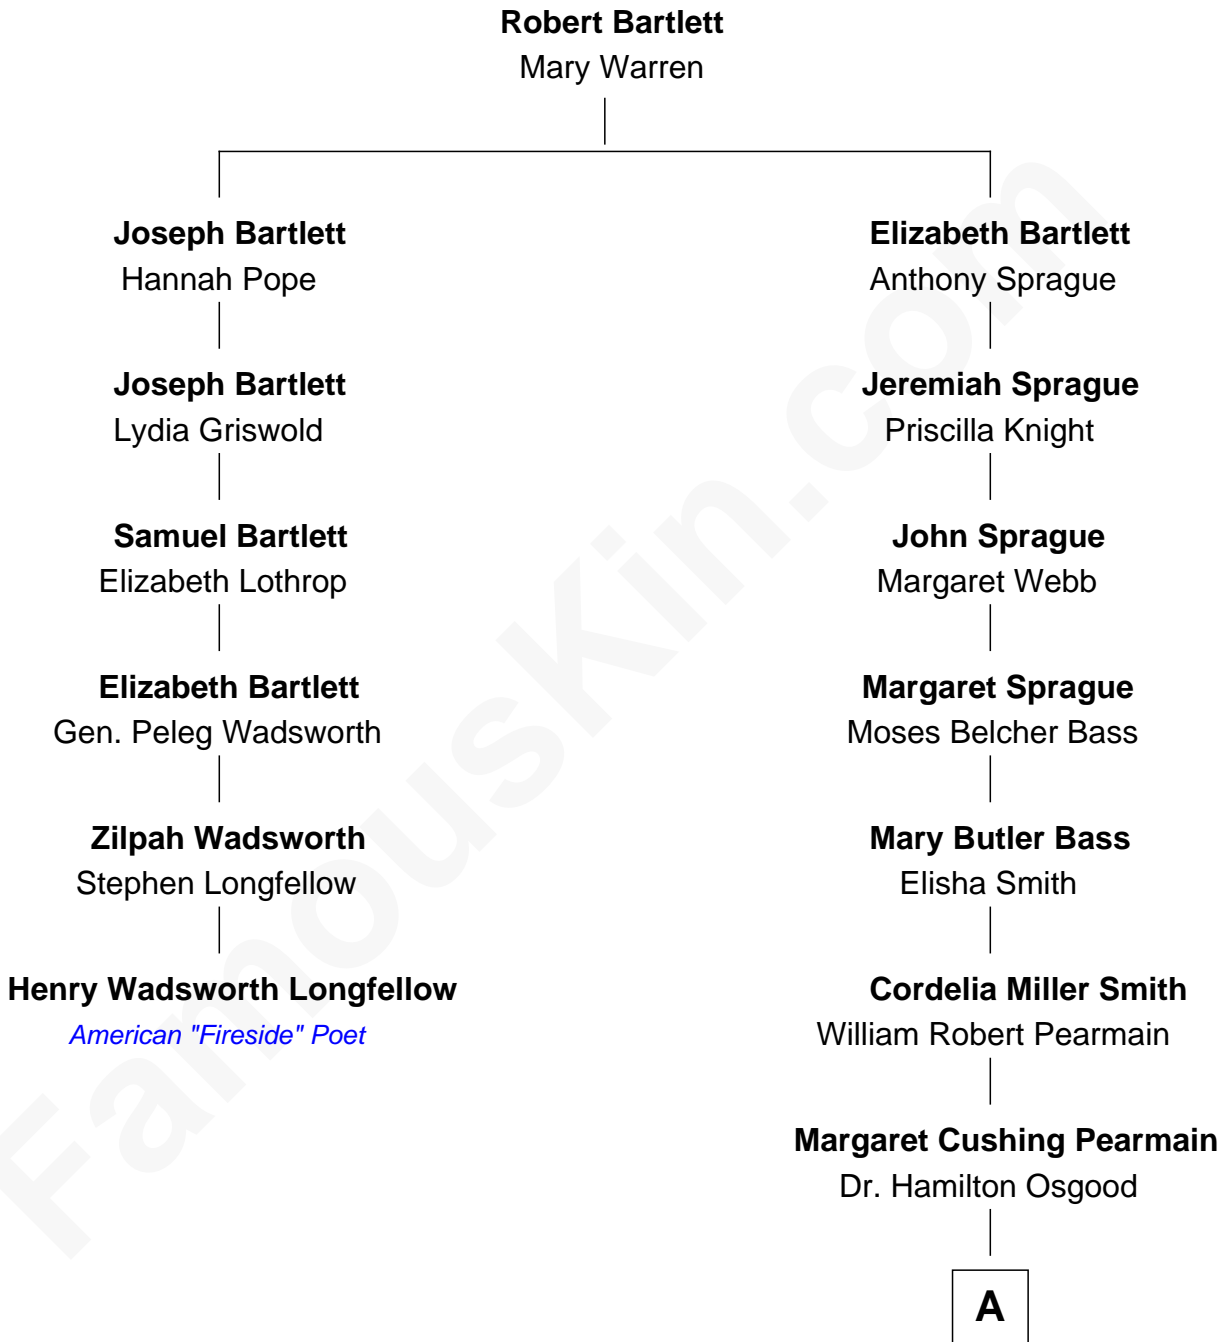 Robert Bartlett
Mary Warren
Joseph Bartlett
Hannah Pope
Joseph Bartlett
Lydia Griswold
Samuel Bartlett
Elizabeth Lothrop
Elizabeth Bartlett
Gen. Peleg Wadsworth
Zilpah Wadsworth
Stephen Longfellow
Henry Wadsworth Longfellow
American "Fireside" Poet
Elizabeth Bartlett
Anthony Sprague
Jeremiah Sprague
Priscilla Knight
John Sprague
Margaret Webb
Margaret Sprague
Moses Belcher Bass
Mary Butler Bass
Elisha Smith
Cordelia Miller Smith
William Robert Pearmain
Margaret Cushing Pearmain
Dr. Hamilton Osgood
A
FamousKin.com